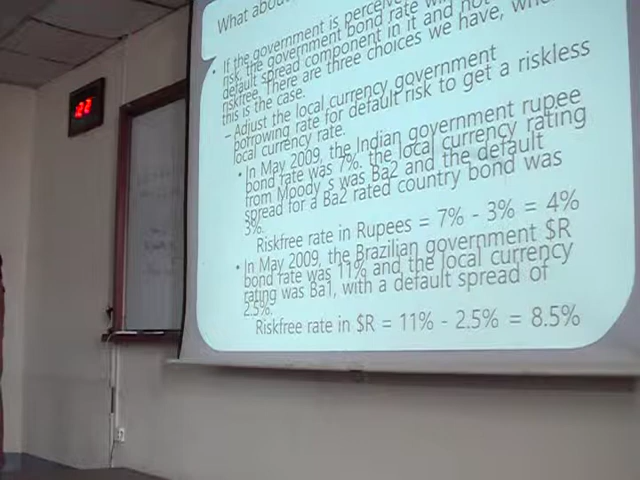 What about
• If the government is perceive
risk, the government bond rate will
default spread component in it and not
riskfree. There are three choices we have, whe
this is the case.
– Adjust the local currency government
borrowing rate for default risk to get a riskless
local currency rate.
• In May 2009, the Indian government rupee
bond rate was 7%. the local currency rating
from Moody's was Ba2 and the default
spread for a Ba2 rated country bond was
3%.
Riskfree rate in Rupees = 7% - 3% = 4%
• In May 2009, the Brazilian government $R
bond rate was 11% and the local currency
rating was Ba1, with a default spread of
2.5%.
Riskfree rate in $R = 11% - 2.5% = 8.5%